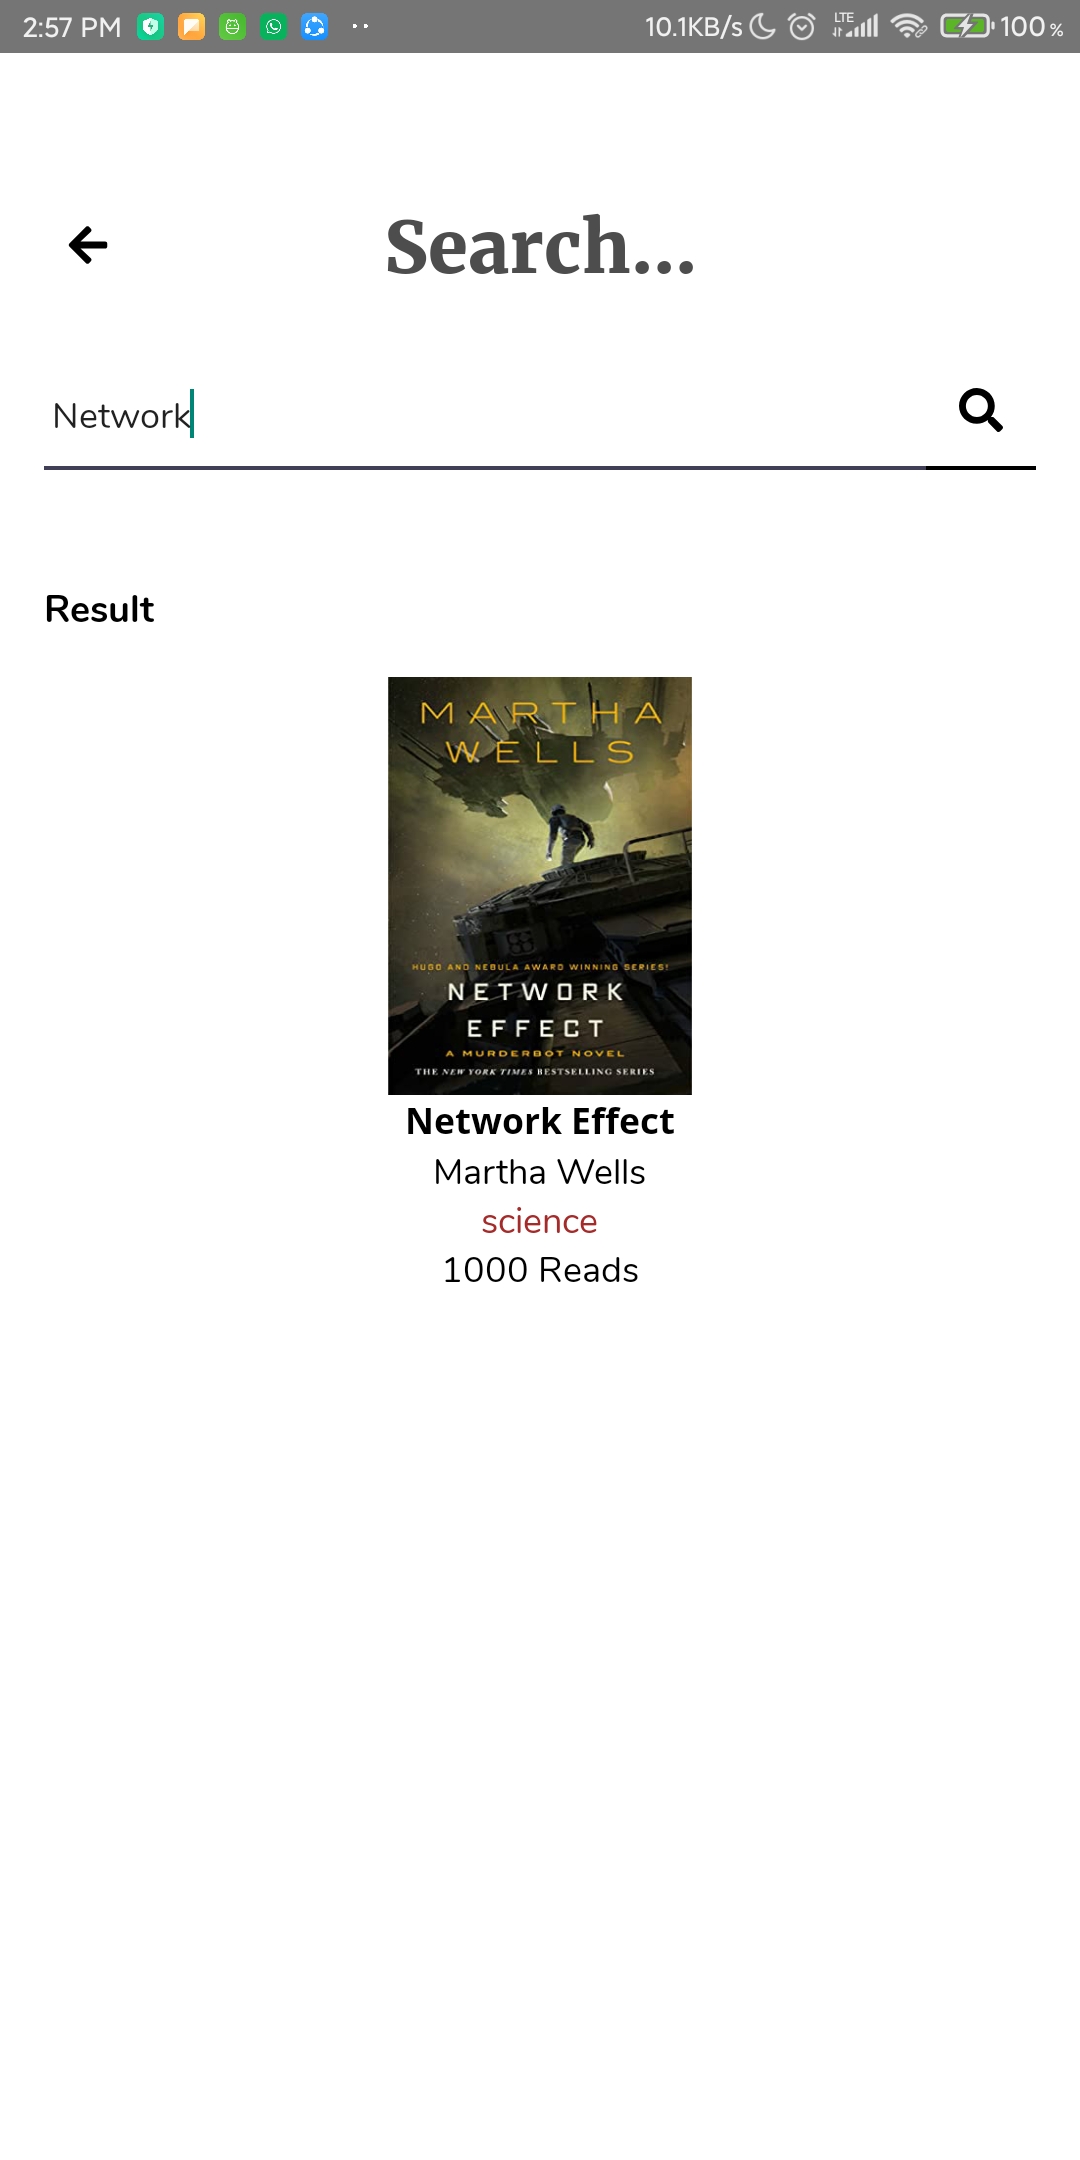 2:57 PM 10.1KB/s LTE 100 %
Search...
Network
Result
MARTHA
WELLS
HUGO AND NEBULA AWARD WINNING SERIES!
NETWORK
EFFECT
A MURDERBOT NOVEL
THE NEW YORK TIMES BESTSELLING SERIES
Network Effect
Martha Wells
science
1000 Reads